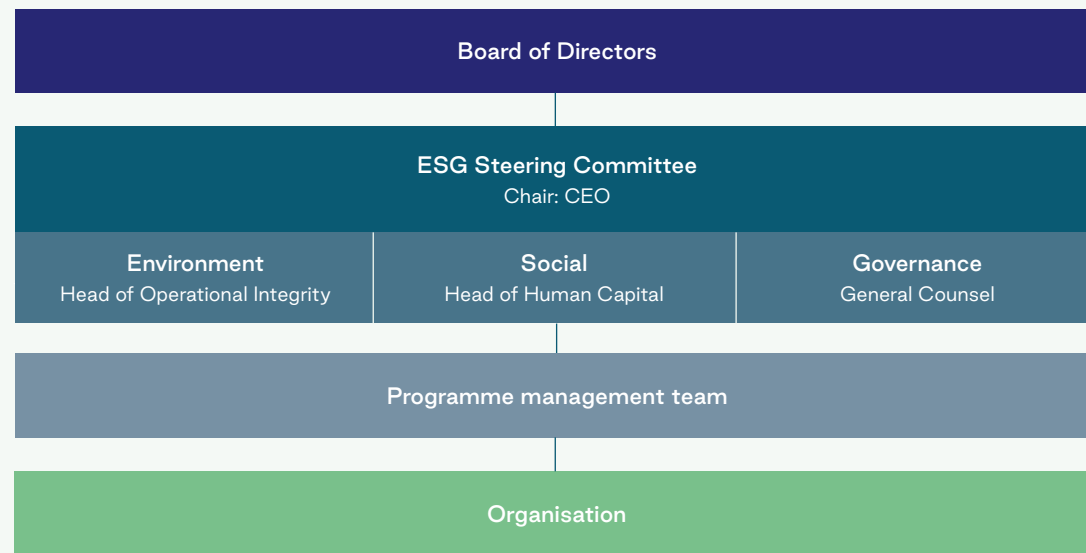 Board of Directors
ESG Steering Committee
Chair: CEO
Environment
Head of Operational Integrity
Social
Head of Human Capital
Governance
General Counsel
Programme management team
Organisation